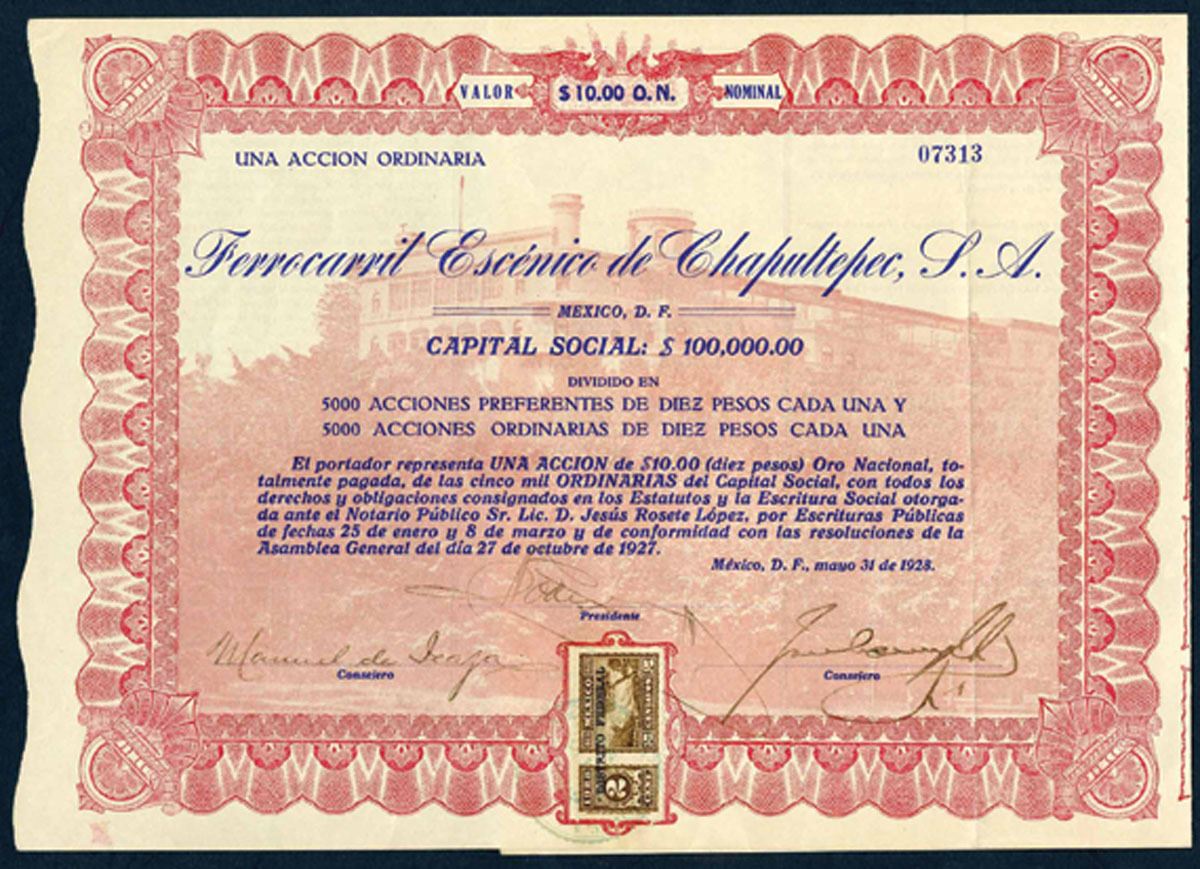 VALOR $10.00 O.N. NOMINAL
UNA ACCION ORDINARIA 07313
Ferrocarril Escénico de Chapultepec, S. A.
MEXICO, D. F.
CAPITAL SOCIAL: $ 100,000.00
DIVIDIDO EN
5000 ACCIONES PREFERENTES DE DIEZ PESOS CADA UNA Y
5000 ACCIONES ORDINARIAS DE DIEZ PESOS CADA UNA
El portador representa UNA ACCION de $10.00 (diez pesos) Oro Nacional, to-
talmente pagada, de las cinco mil ORDINARIAS del Capital Social, con todos los
derechos y obligaciones consignados en los Estatutos y la Escritura Social otorga-
da ante el Notario Público Sr. Lic. D. Jesús Rosete López, por Escrituras Públicas
de fechas 25 de enero y 8 de marzo y de conformidad con las resoluciones de la
Asamblea General del día 27 de octubre de 1927.
México, D. F., mayo 31 de 1928.
Presidente
Manuel de Icaza
Consejero
Consejero
MEXICO
FEDERAL
2